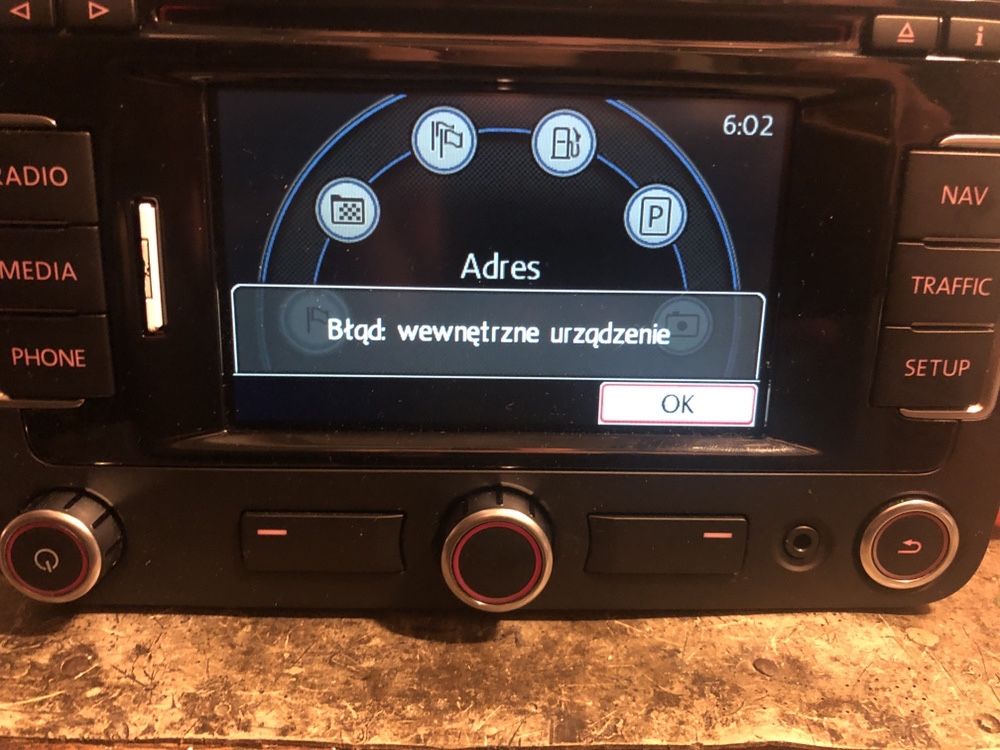 6:02
RADIO
NAV
P
Adres
MEDIA
TRAFFIC
Błąd: wewnętrzne urządzenie
PHONE
SETUP
OK